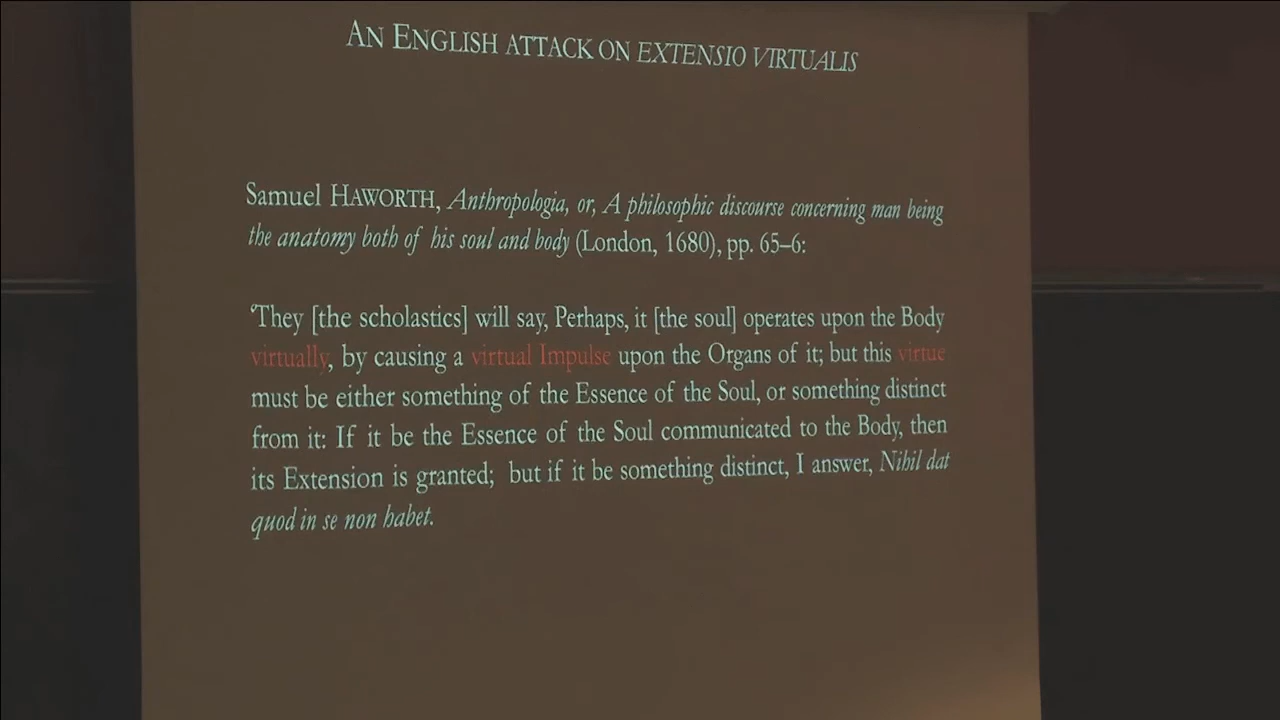 AN ENGLISH ATTACK ON EXTENSIO VIRTUALIS
Samuel HAWORTH, Anthropologia, or, A philosophic discourse concerning man being
the anatomy both of his soul and body (London, 1680), pp. 65–6:
‘They [the scholastics] will say, Perhaps, it [the soul] operates upon the Body
virtually, by causing a virtual Impulse upon the Organs of it; but this virtue
must be either something of the Essence of the Soul, or something distinct
from it: If it be the Essence of the Soul communicated to the Body, then
its Extension is granted; but if it be something distinct, I answer, Nihil dat
quod in se non habet.